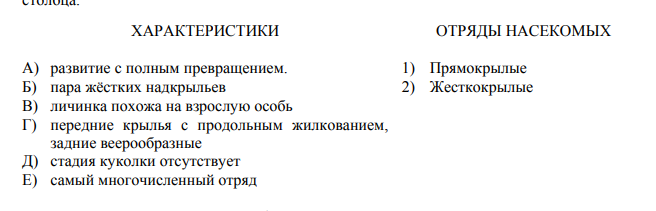 столбца.
ХАРАКТЕРИСТИКИ ОТРЯДЫ НАСЕКОМЫХ
А) развитие с полным превращением. 1) Прямокрылые
Б) пара жёстких надкрыльев 2) Жесткокрылые
В) личинка похожа на взрослую особь
Г) передние крылья с продольным жилкованием,
задние веерообразные
Д) стадия куколки отсутствует
Е) самый многочисленный отряд